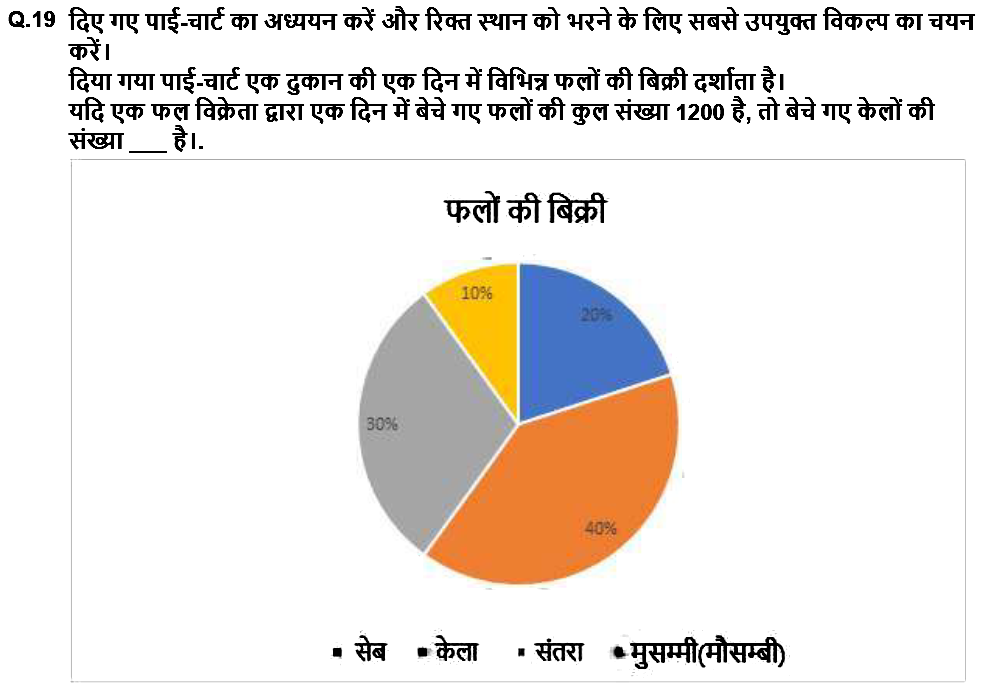 Q.19 दिए गए पाई-चार्ट का अध्ययन करें और रिक्त स्थान को भरने के लिए सबसे उपयुक्त विकल्प का चयन
करें।
दिया गया पाई-चार्ट एक दुकान की एक दिन में विभिन्न फलों की बिक्री दर्शाता है।
यदि एक फल विक्रेता द्वारा एक दिन में बेचे गए फलों की कुल संख्या 1200 है, तो बेचे गए केलों की
संख्या ___ है।.
फलों की बिक्री
10%
20%
30%
40%
सेब केला संतरा मुसम्मी(मौसम्बी)